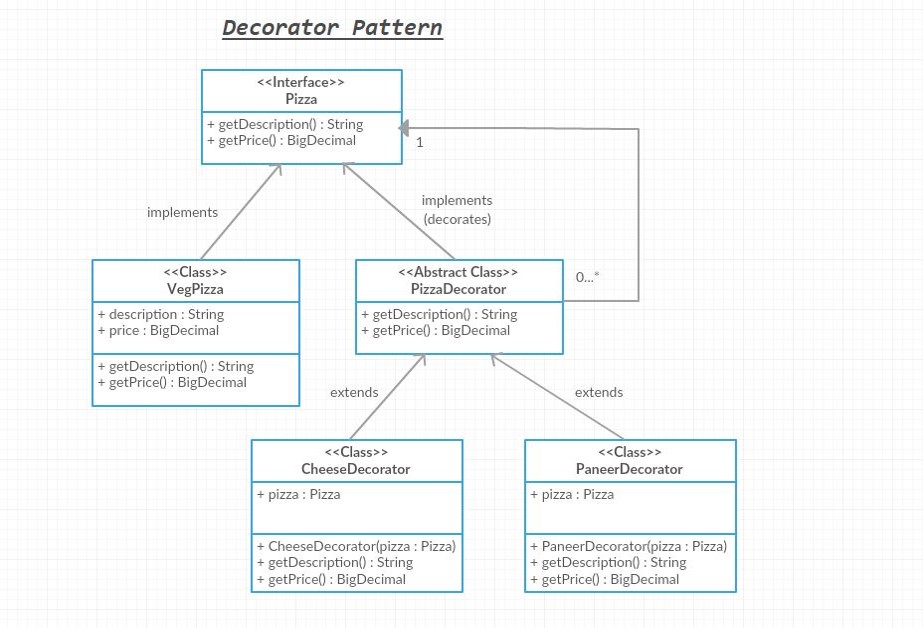 Decorator Pattern
<<Interface>>
Pizza
+ getDescription() : String
+ getPrice() : BigDecimal
1
implements
implements
(decorates)
<<Class>>
VegPizza
+ description : String
+ price : BigDecimal
+ getDescription() : String
+ getPrice() : BigDecimal
<<Abstract Class>>
PizzaDecorator
+ getDescription() : String
+ getPrice() : BigDecimal
0...*
extends
extends
<<Class>>
CheeseDecorator
+ pizza : Pizza
+ CheeseDecorator(pizza : Pizza)
+ getDescription() : String
+ getPrice() : BigDecimal
<<Class>>
PaneerDecorator
+ pizza : Pizza
+ PaneerDecorator(pizza : Pizza)
+ getDescription() : String
+ getPrice() : BigDecimal